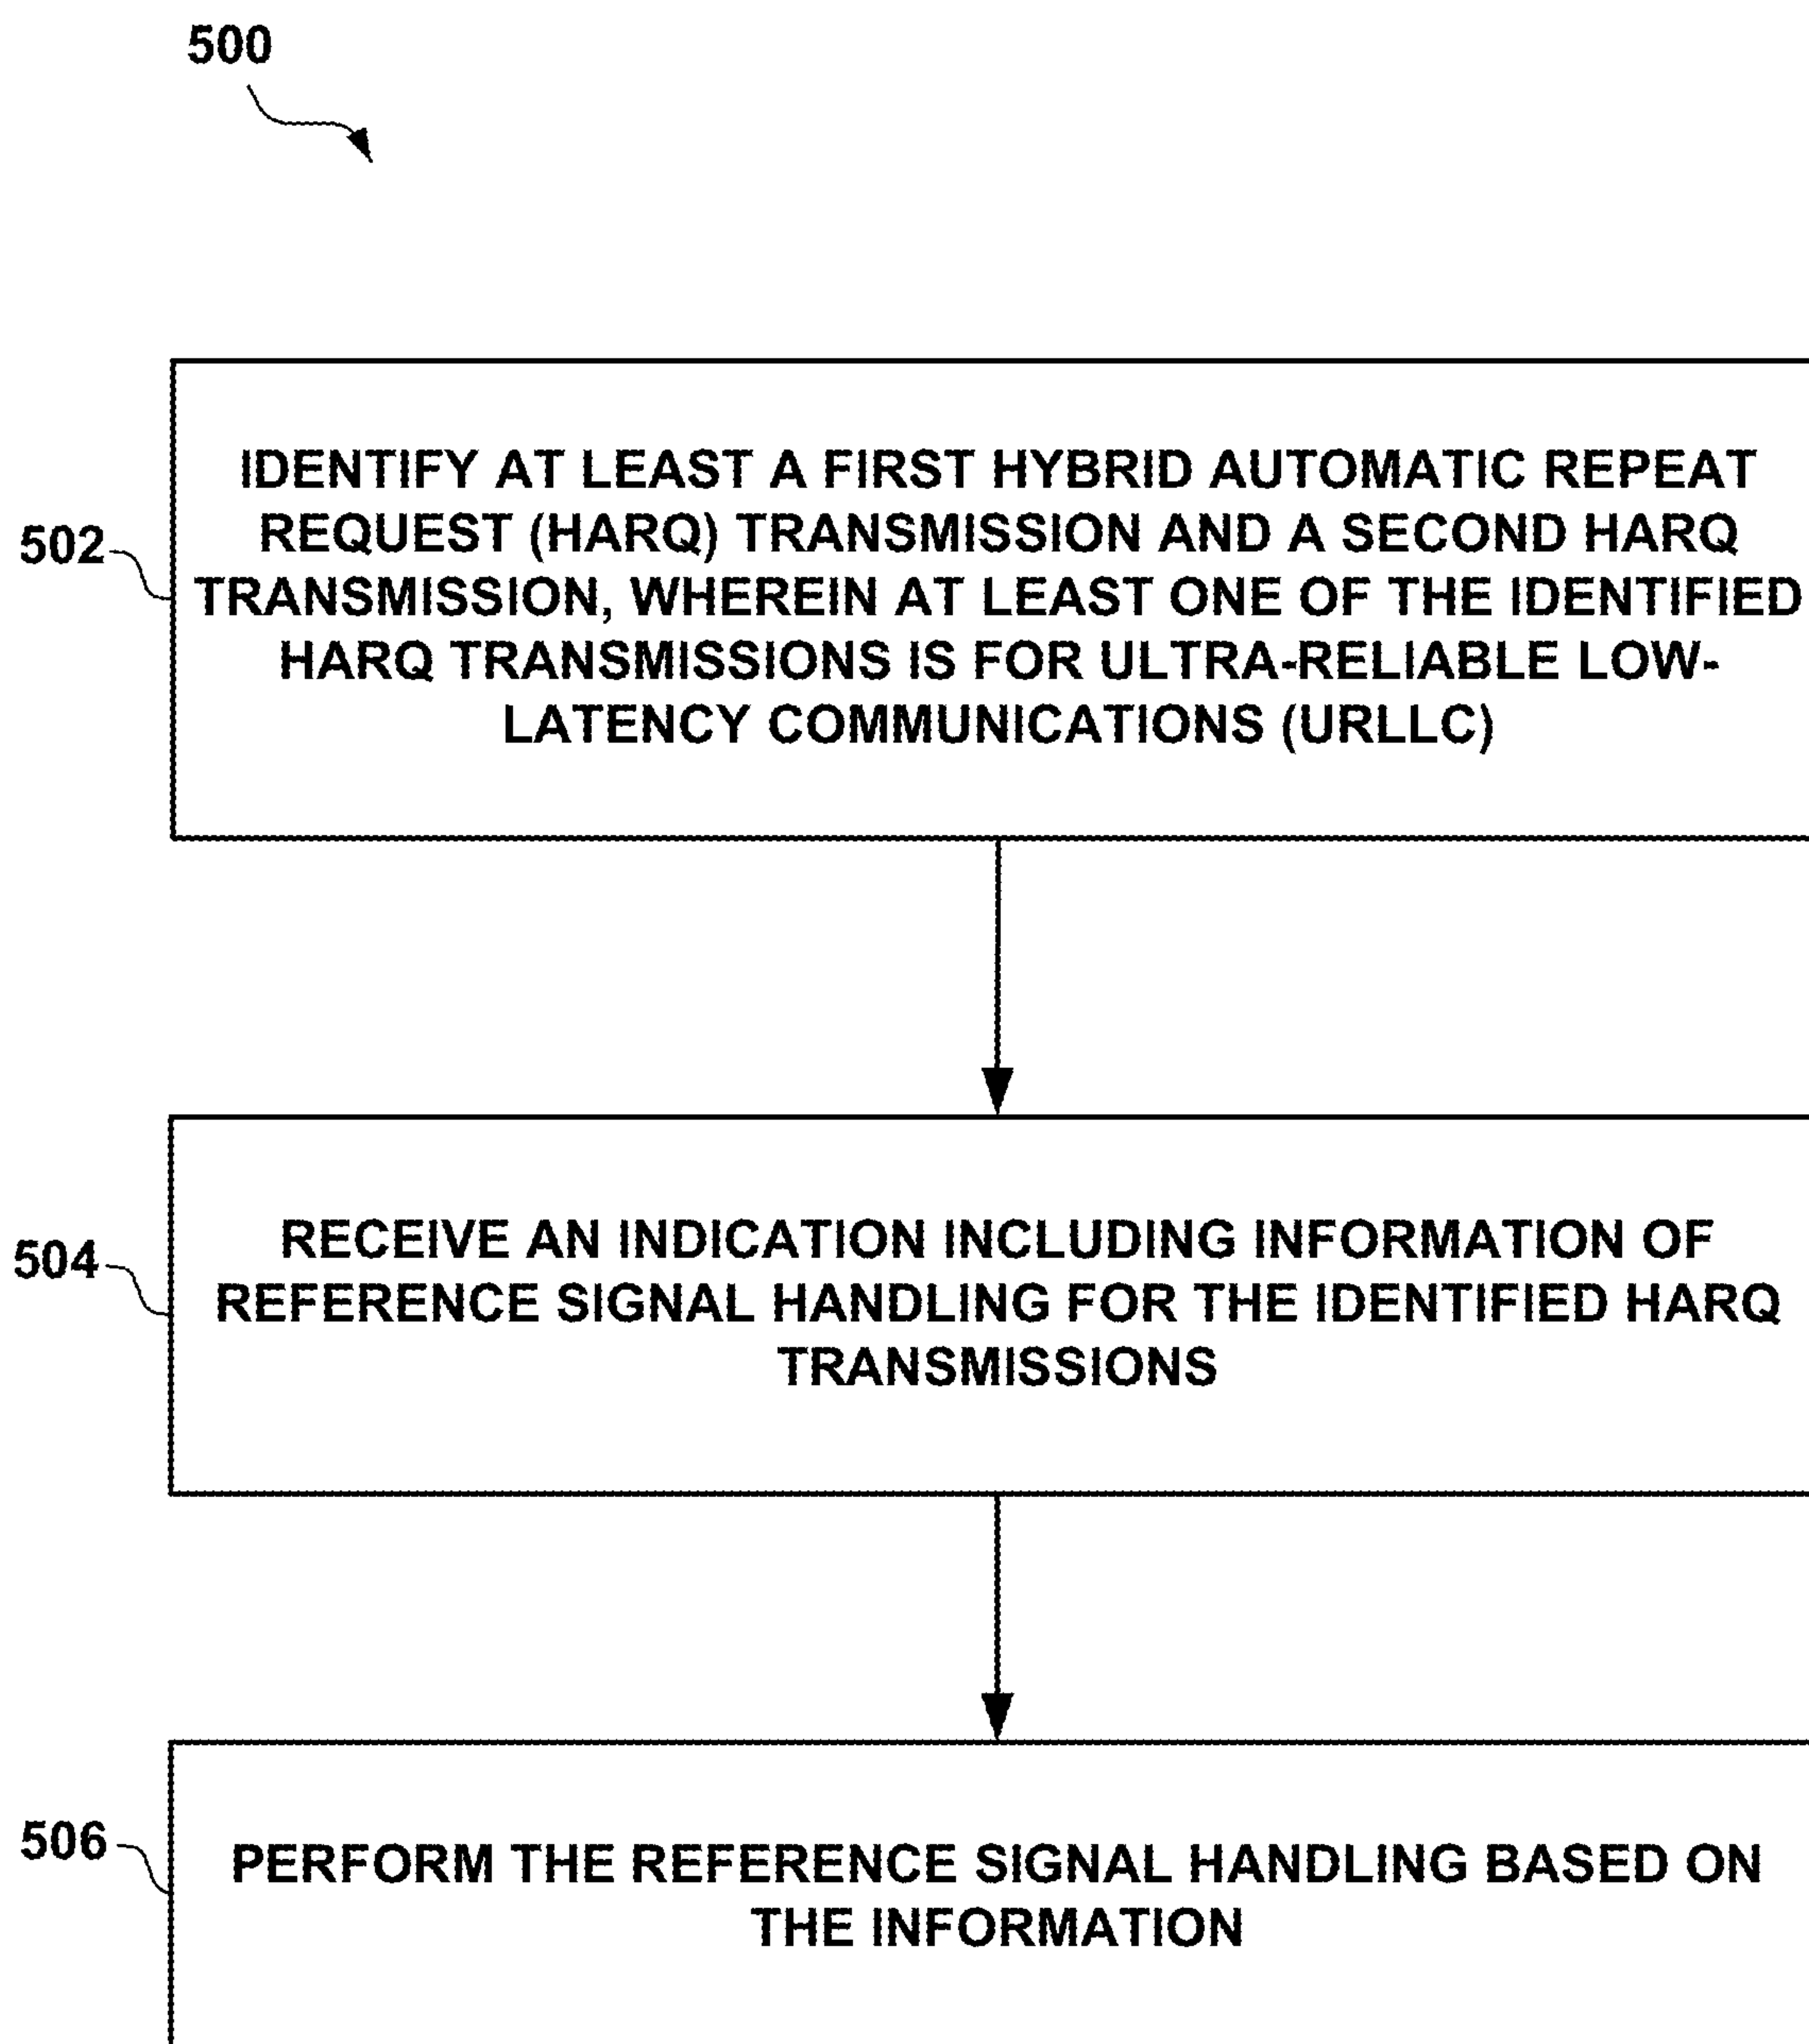 500
502
IDENTIFY AT LEAST A FIRST HYBRID AUTOMATIC REPEAT
REQUEST (HARQ) TRANSMISSION AND A SECOND HARQ
TRANSMISSION, WHEREIN AT LEAST ONE OF THE IDENTIFIED
HARQ TRANSMISSIONS IS FOR ULTRA-RELIABLE LOW-
LATENCY COMMUNICATIONS (URLLC)
504
RECEIVE AN INDICATION INCLUDING INFORMATION OF
REFERENCE SIGNAL HANDLING FOR THE IDENTIFIED HARQ
TRANSMISSIONS
506
PERFORM THE REFERENCE SIGNAL HANDLING BASED ON
THE INFORMATION